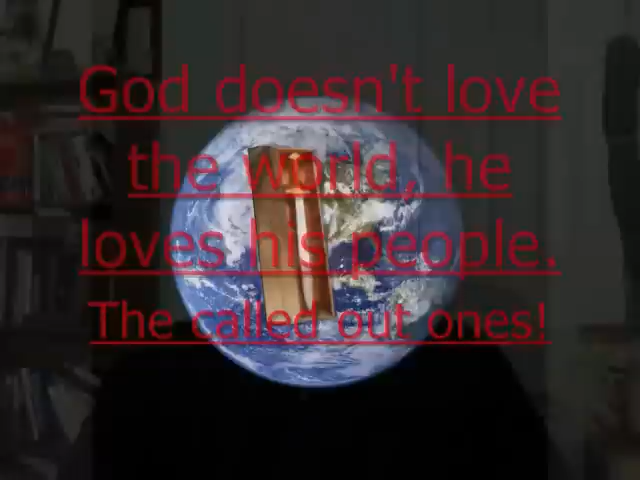 God doesn't love
the world, he
loves his people.
The called out ones!